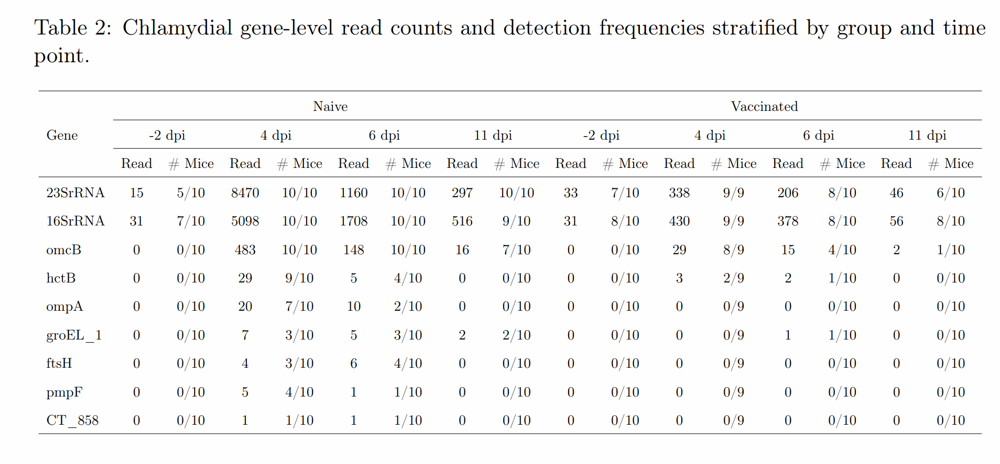 Table 2: Chlamydial gene-level read counts and detection frequencies stratified by group and time
point.
Naive Vaccinated
Gene -2 dpi 4 dpi 6 dpi 11 dpi -2 dpi 4 dpi 6 dpi 11 dpi
Read # Mice Read # Mice Read # Mice Read # Mice Read # Mice Read # Mice Read # Mice Read # Mice
23SrRNA 15 5/10 8470 10/10 1160 10/10 297 10/10 33 7/10 338 9/9 206 8/10 46 6/10
16SrRNA 31 7/10 5098 10/10 1708 10/10 516 9/10 31 8/10 430 9/9 378 8/10 56 8/10
omcB 0 0/10 483 10/10 148 10/10 16 7/10 0 0/10 29 8/9 15 4/10 2 1/10
hctB 0 0/10 29 9/10 5 4/10 0 0/10 0 0/10 3 2/9 2 1/10 0 0/10
ompA 0 0/10 20 7/10 10 2/10 0 0/10 0 0/10 0 0/9 0 0/10 0 0/10
groEL_1 0 0/10 7 3/10 5 3/10 2 2/10 0 0/10 0 0/9 1 1/10 0 0/10
ftsH 0 0/10 4 3/10 6 4/10 0 0/10 0 0/10 0 0/9 0 0/10 0 0/10
pmpF 0 0/10 5 4/10 1 1/10 0 0/10 0 0/10 0 0/9 0 0/10 0 0/10
CT_858 0 0/10 1 1/10 1 1/10 0 0/10 0 0/10 0 0/9 0 0/10 0 0/10